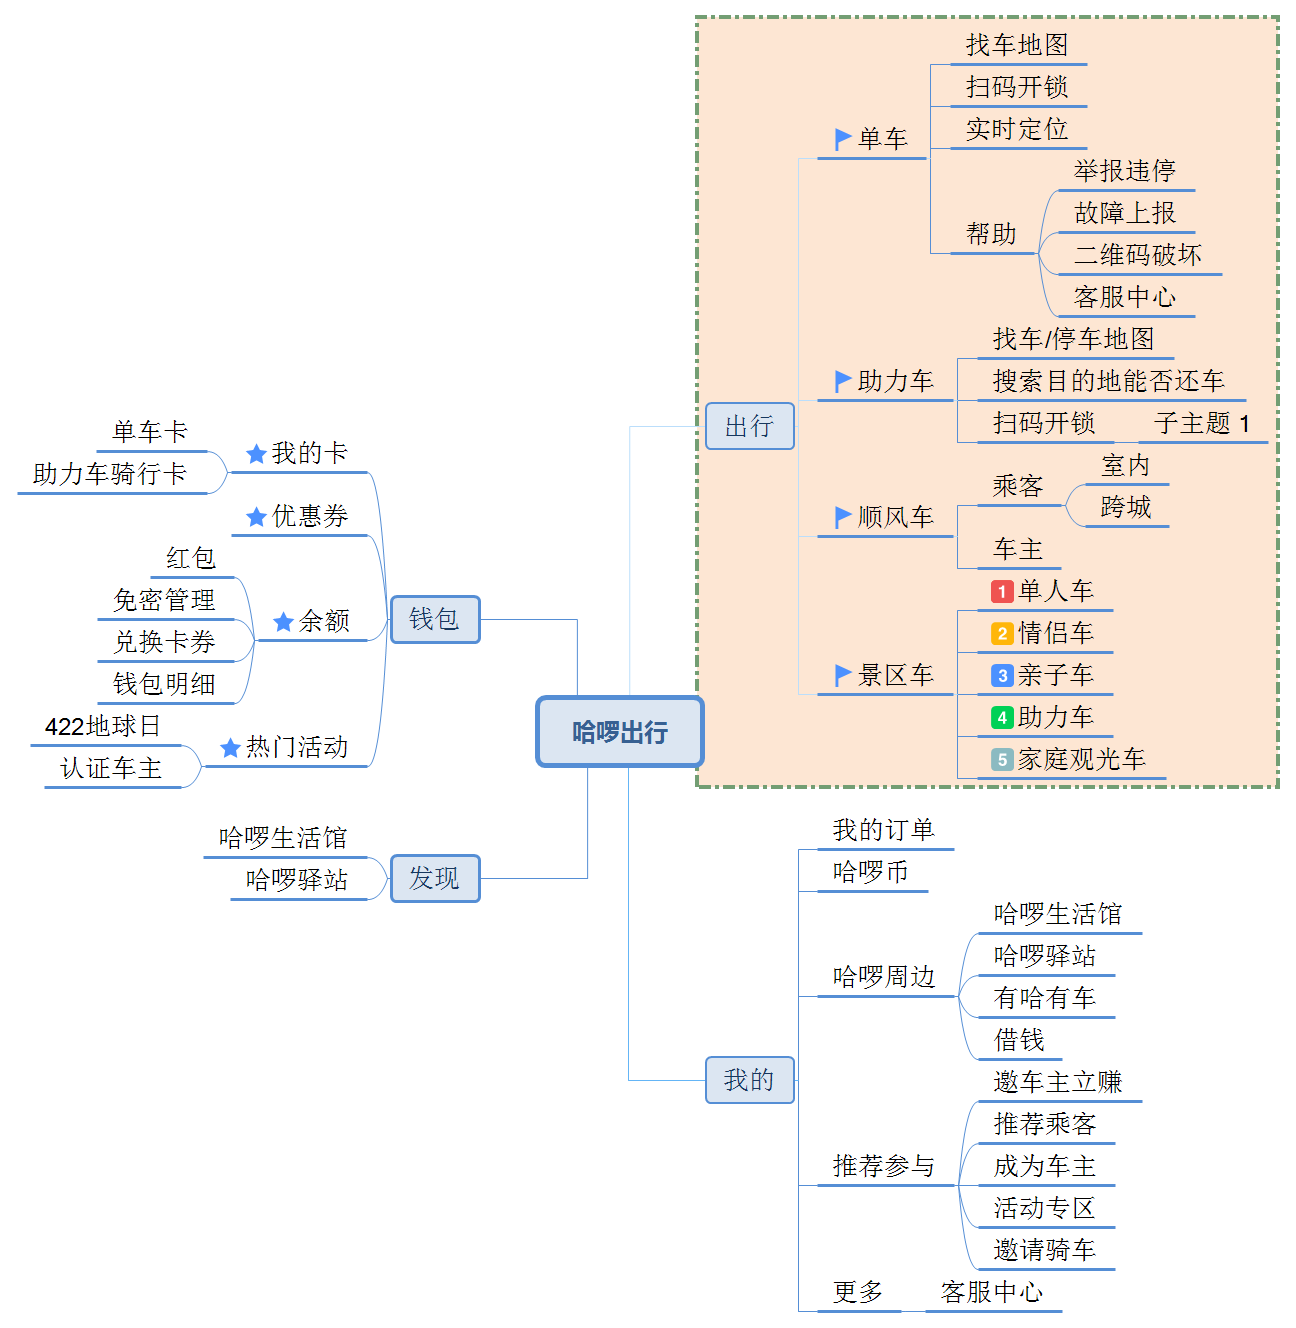 哈啰出行
出行
单车
找车地图
扫码开锁
实时定位
帮助
举报违停
故障上报
二维码破坏
客服中心
助力车
找车/停车地图
搜索目的地能否还车
扫码开锁
子主题 1
顺风车
乘客
室内
跨城
车主
景区车
1 单人车
2 情侣车
3 亲子车
4 助力车
5 家庭观光车
我的
我的订单
哈啰币
哈啰周边
哈啰生活馆
哈啰驿站
有哈有车
借钱
推荐参与
邀车主立赚
推荐乘客
成为车主
活动专区
邀请骑车
更多
客服中心
钱包
我的卡
单车卡
助力车骑行卡
优惠券
余额
红包
免密管理
兑换卡券
钱包明细
热门活动
422地球日
认证车主
发现
哈啰生活馆
哈啰驿站